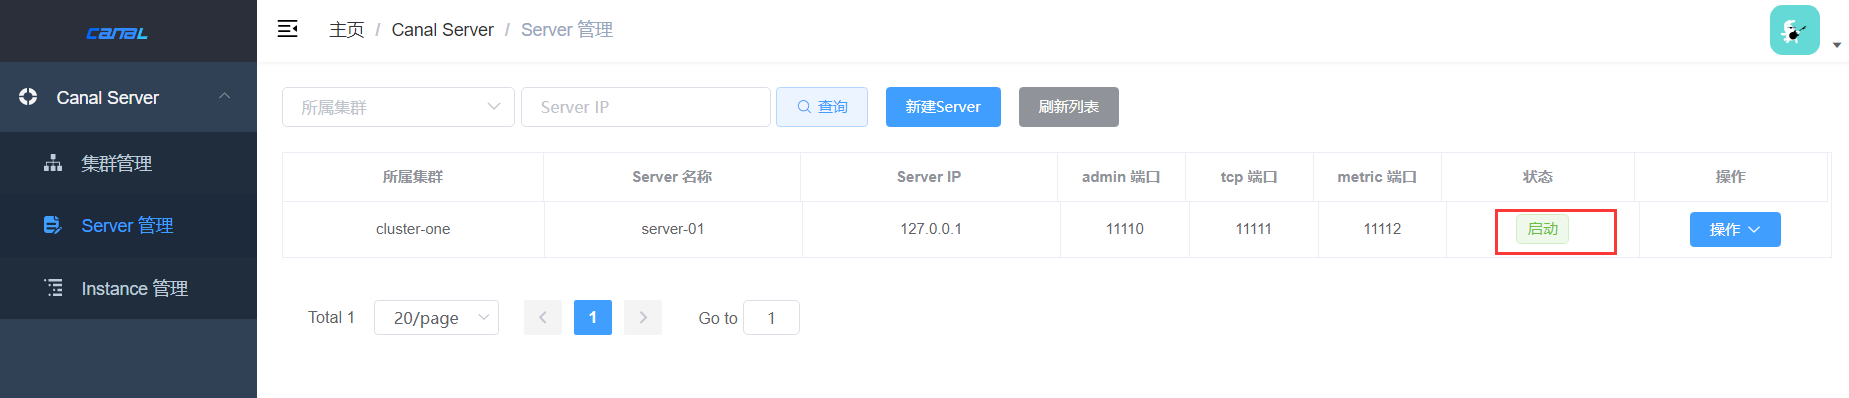 CANAL
主页 / Canal Server / Server 管理
Canal Server
集群管理
Server 管理
Instance 管理
所属集群 Server IP 查询 新建Server 刷新列表
所属集群 Server 名称 Server IP admin 端口 tcp 端口 metric 端口 状态 操作
cluster-one server-01 127.0.0.1 11110 11111 11112 启动 操作
Total 1 20/page 1 Go to 1